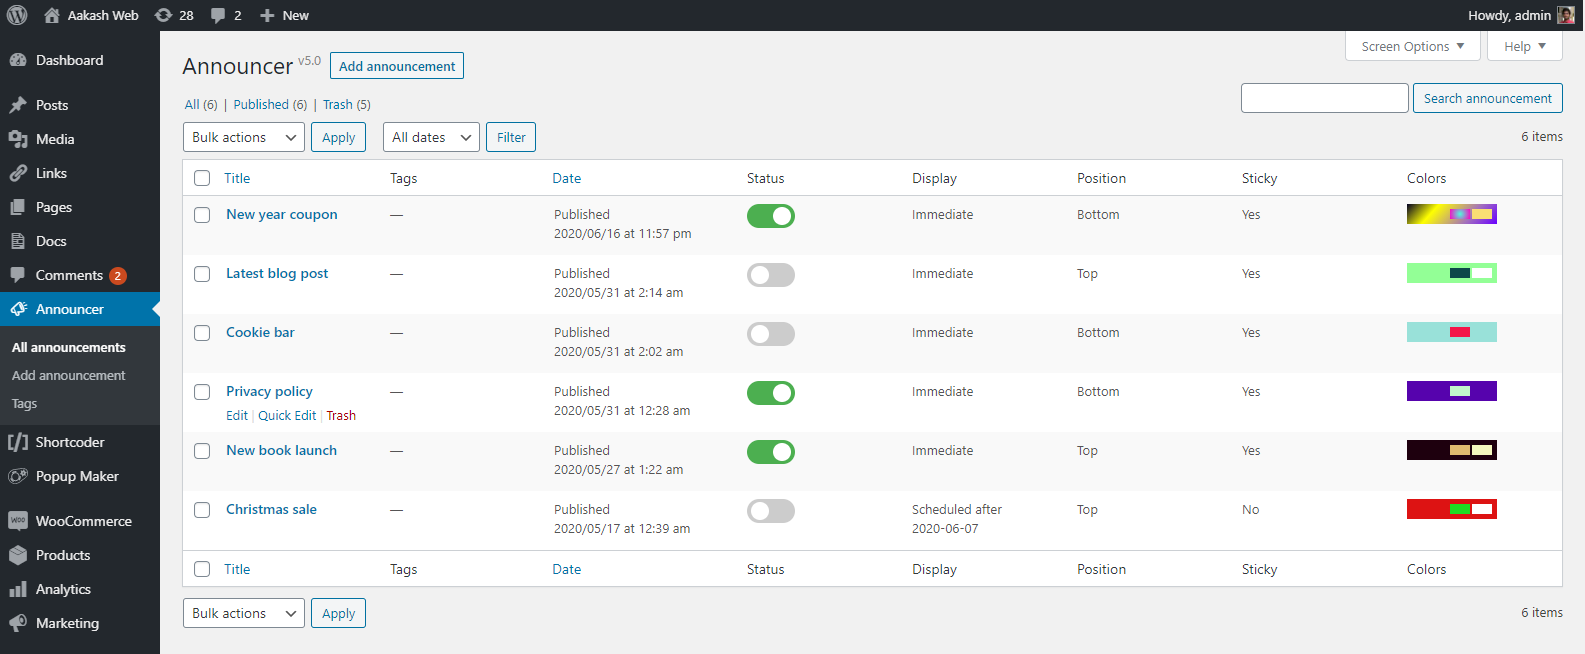 Aakash Web 28 2 New Howdy, admin
Dashboard
Posts
Media
Links
Pages
Docs
Comments 2
Announcer
All announcements
Add announcement
Tags
Shortcoder
Popup Maker
WooCommerce
Products
Analytics
Marketing
Screen Options Help
Announcer v5.0 Add announcement
All (6) | Published (6) | Trash (5)
Search announcement
Bulk actions Apply All dates Filter
6 items
Title Tags Date Status Display Position Sticky Colors
New year coupon — Published Immediate Bottom Yes
2020/06/16 at 11:57 pm
Latest blog post — Published Immediate Top Yes
2020/05/31 at 2:14 am
Cookie bar — Published Immediate Bottom Yes
2020/05/31 at 2:02 am
Privacy policy — Published Immediate Bottom Yes
2020/05/31 at 12:28 am
Edit | Quick Edit | Trash
New book launch — Published Immediate Top Yes
2020/05/27 at 1:22 am
Christmas sale — Published Scheduled after Top No
2020/05/17 at 12:39 am 2020-06-07
Title Tags Date Status Display Position Sticky Colors
Bulk actions Apply
6 items